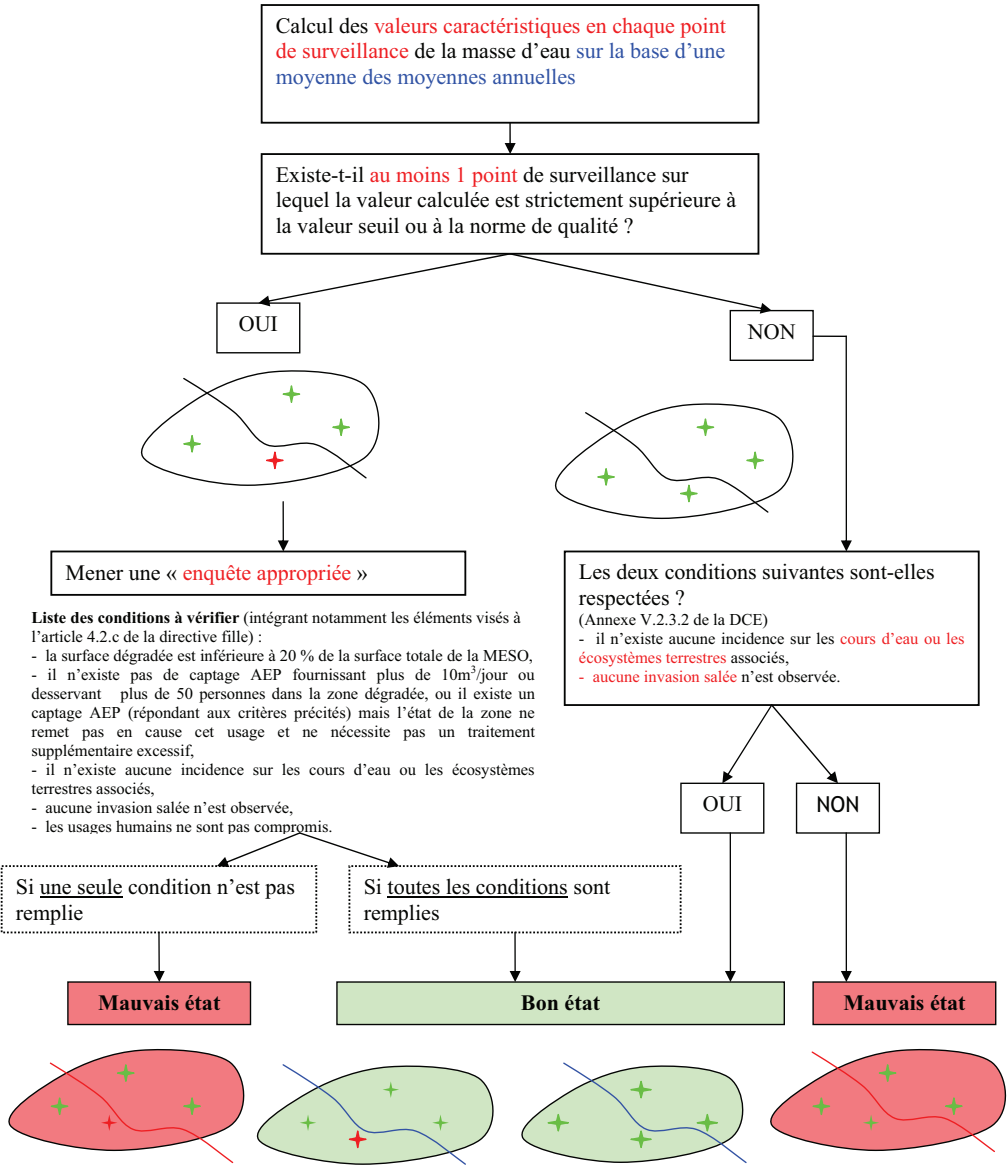 Calcul des valeurs caractéristiques en chaque point
de surveillance de la masse d'eau sur la base d'une
moyenne des moyennes annuelles
Existe-t-il au moins 1 point de surveillance sur
lequel la valeur calculée est strictement supérieure à
la valeur seuil ou à la norme de qualité ?
OUI
NON
Mener une « enquête appropriée »
Liste des conditions à vérifier (intégrant notamment les éléments visés à
l'article 4.2.c de la directive fille) :
- la surface dégradée est inférieure à 20 % de la surface totale de la MESO,
- il n'existe pas de captage AEP fournissant plus de 10m³/jour ou
desservant plus de 50 personnes dans la zone dégradée, ou il existe un
captage AEP (répondant aux critères précités) mais l'état de la zone ne
remet pas en cause cet usage et ne nécessite pas un traitement
supplémentaire excessif,
- il n'existe aucune incidence sur les cours d'eau ou les écosystèmes
terrestres associés,
- aucune invasion salée n'est observée,
- les usages humains ne sont pas compromis.
Les deux conditions suivantes sont-elles
respectées ?
(Annexe V.2.3.2 de la DCE)
- il n'existe aucune incidence sur les cours d'eau ou les
écosystèmes terrestres associés,
- aucune invasion salée n'est observée.
OUI
NON
Si une seule condition n'est pas
remplie
Si toutes les conditions sont
remplies
Mauvais état
Bon état
Mauvais état